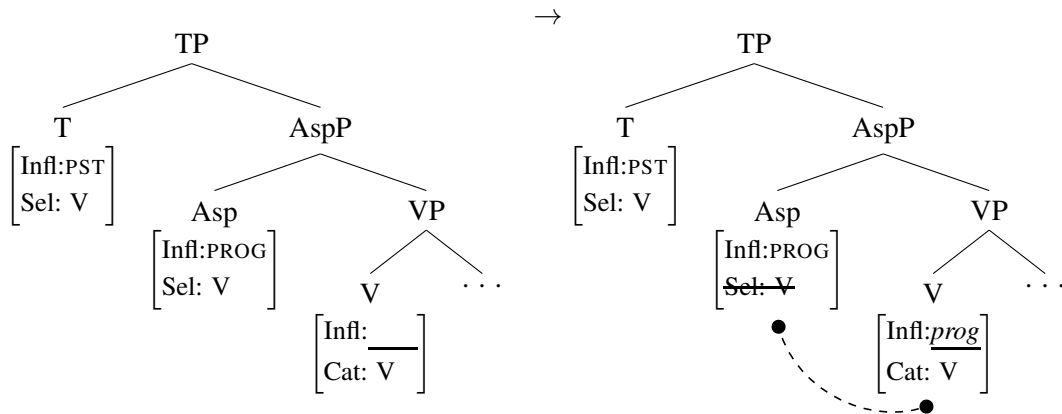 →
TP TP
T AspP T AspP
[Infl:PST [Infl:PST
Sel: V] Sel: V]
Asp VP Asp VP
[Infl:PROG [Infl:PROG
Sel: V] Sel: V]
V · · · V · · ·
[Infl:____ [Infl:prog
Cat: V] Cat: V]